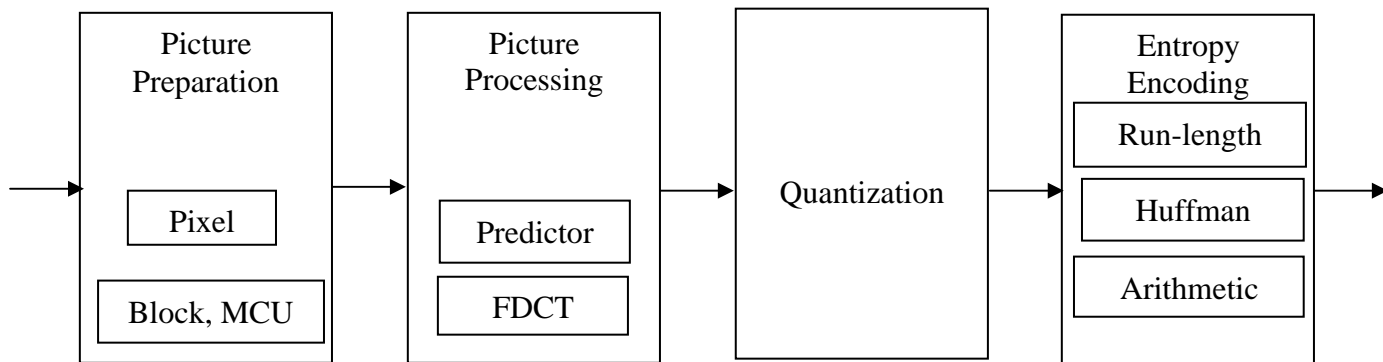 Picture
Preparation
Pixel
Block, MCU
Picture
Processing
Predictor
FDCT
Quantization
Entropy
Encoding
Run-length
Huffman
Arithmetic